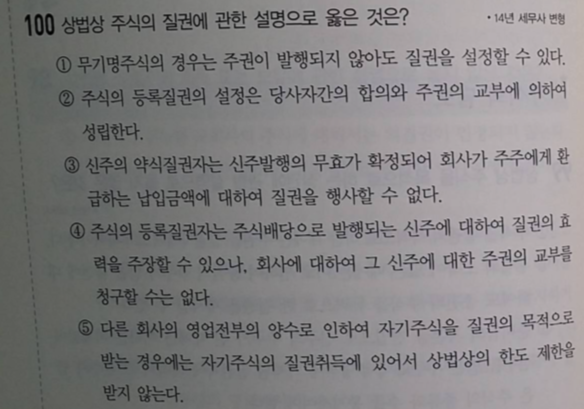 100 상법상 주식의 질권에 관한 설명으로 옳은 것은? • 14년 세무사 변형
① 무기명주식의 경우는 주권이 발행되지 않아도 질권을 설정할 수 있다.
② 주식의 등록질권의 설정은 당사자간의 합의와 주권의 교부에 의하여
성립한다.
③ 신주의 약식질권자는 신주발행의 무효가 확정되어 회사가 주주에게 환
급하는 납입금액에 대하여 질권을 행사할 수 없다.
④ 주식의 등록질권자는 주식배당으로 발행되는 신주에 대하여 질권의 효
력을 주장할 수 있으나, 회사에 대하여 그 신주에 대한 주권의 교부를
청구할 수는 없다.
⑤ 다른 회사의 영업전부의 양수로 인하여 자기주식을 질권의 목적으로
받는 경우에는 자기주식의 질권취득에 있어서 상법상의 한도 제한을
받지 않는다.